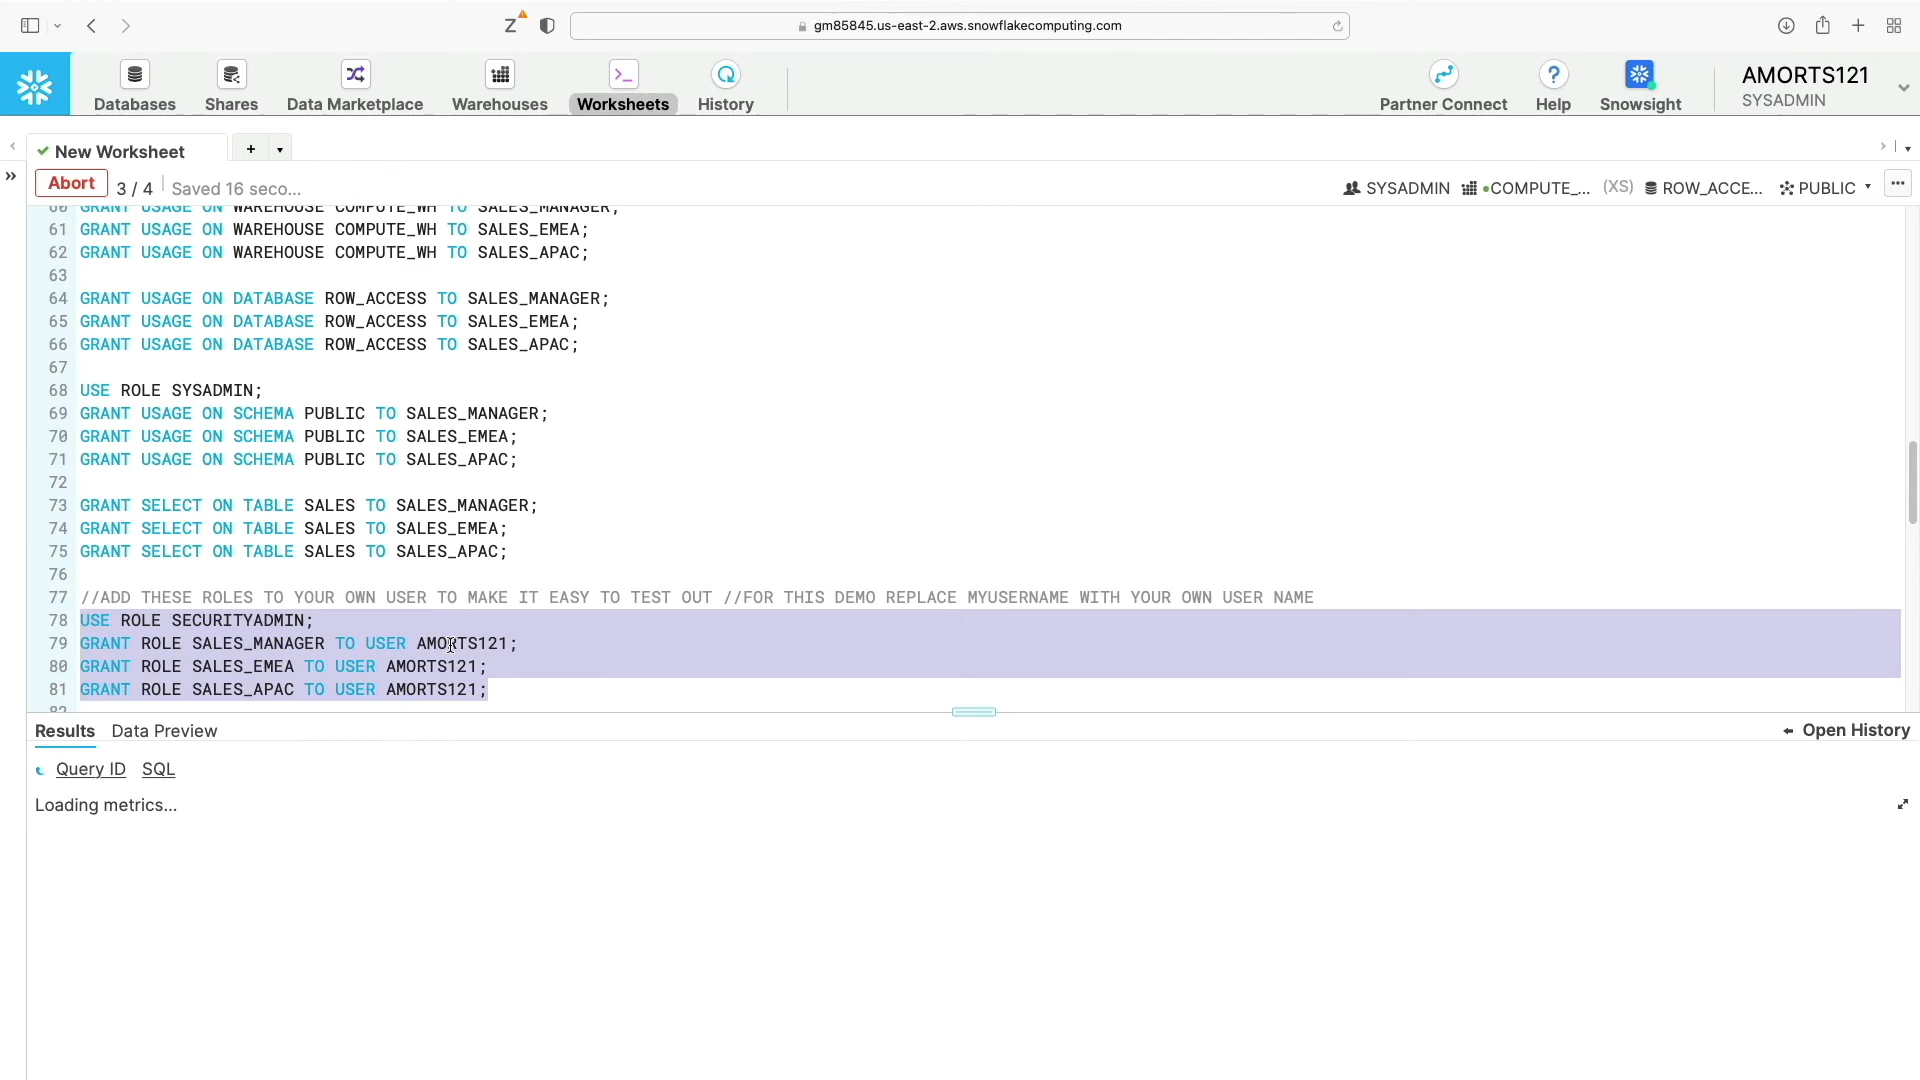 Z
gm85845.us-east-2.aws.snowflakecomputing.com
Databases
Shares
Data Marketplace
Warehouses
Worksheets
History
Partner Connect
Help
Snowsight
AMORTS121
SYSADMIN
New Worksheet
Abort
3 / 4
Saved 16 seco...
SYSADMIN
COMPUTE_...
(XS)
ROW_ACCE...
PUBLIC
60 GRANT USAGE ON WAREHOUSE COMPUTE_WH TO SALES_MANAGER;
61 GRANT USAGE ON WAREHOUSE COMPUTE_WH TO SALES_EMEA;
62 GRANT USAGE ON WAREHOUSE COMPUTE_WH TO SALES_APAC;
63
64 GRANT USAGE ON DATABASE ROW_ACCESS TO SALES_MANAGER;
65 GRANT USAGE ON DATABASE ROW_ACCESS TO SALES_EMEA;
66 GRANT USAGE ON DATABASE ROW_ACCESS TO SALES_APAC;
67
68 USE ROLE SYSADMIN;
69 GRANT USAGE ON SCHEMA PUBLIC TO SALES_MANAGER;
70 GRANT USAGE ON SCHEMA PUBLIC TO SALES_EMEA;
71 GRANT USAGE ON SCHEMA PUBLIC TO SALES_APAC;
72
73 GRANT SELECT ON TABLE SALES TO SALES_MANAGER;
74 GRANT SELECT ON TABLE SALES TO SALES_EMEA;
75 GRANT SELECT ON TABLE SALES TO SALES_APAC;
76
77 //ADD THESE ROLES TO YOUR OWN USER TO MAKE IT EASY TO TEST OUT //FOR THIS DEMO REPLACE MYUSERNAME WITH YOUR OWN USER NAME
78 USE ROLE SECURITYADMIN;
79 GRANT ROLE SALES_MANAGER TO USER AMORTS121;
80 GRANT ROLE SALES_EMEA TO USER AMORTS121;
81 GRANT ROLE SALES_APAC TO USER AMORTS121;
82
Results
Data Preview
Open History
Query ID
SQL
Loading metrics...